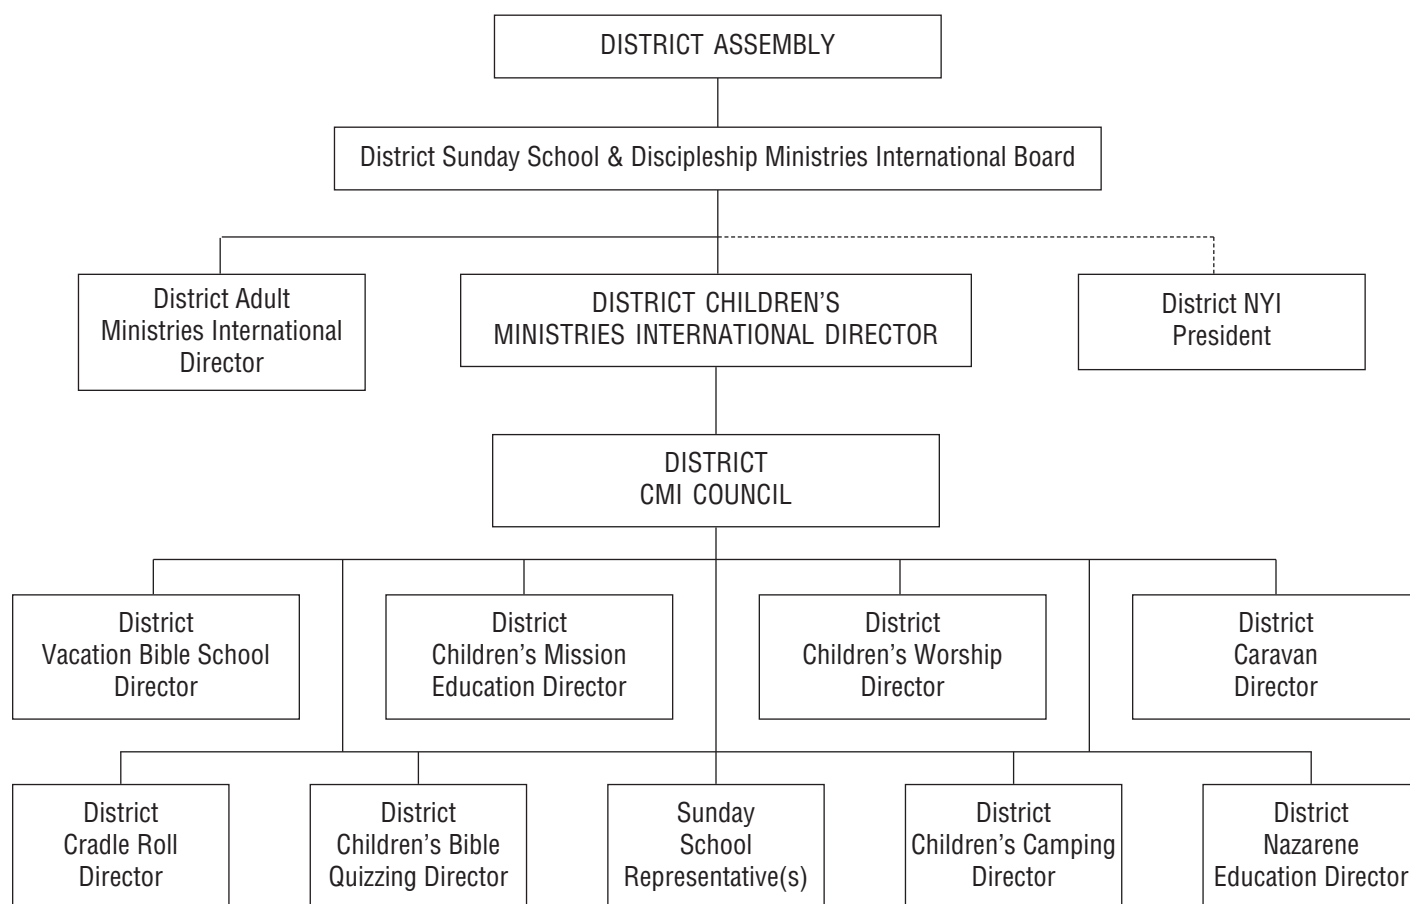 DISTRICT ASSEMBLY
District Sunday School & Discipleship Ministries International Board
District Adult
Ministries International
Director
DISTRICT CHILDREN’S
MINISTRIES INTERNATIONAL DIRECTOR
District NYI
President
DISTRICT
CMI COUNCIL
District
Vacation Bible School
Director
District
Children’s Mission
Education Director
District
Children’s Worship
Director
District
Caravan
Director
District
Cradle Roll
Director
District
Children’s Bible
Quizzing Director
Sunday
School
Representative(s)
District
Children’s Camping
Director
District
Nazarene
Education Director